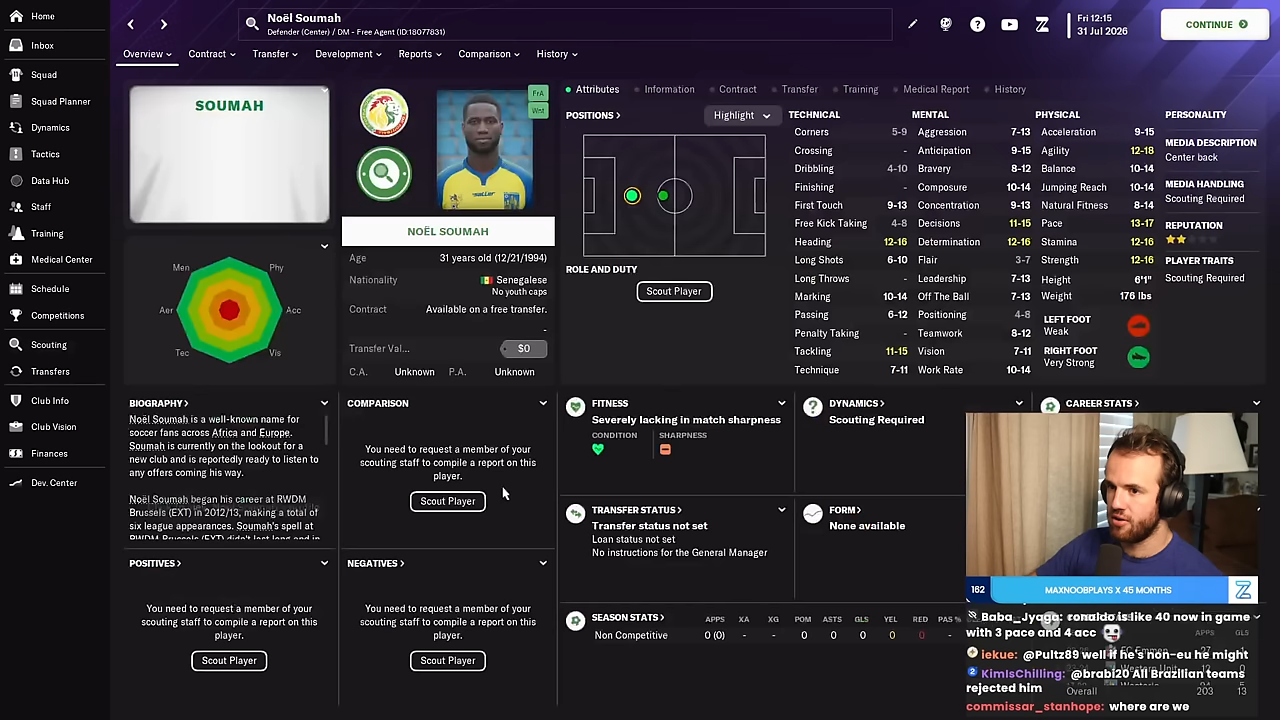 Home
Inbox
Squad
Squad Planner
Dynamics
Tactics
Data Hub
Staff
Training
Medical Center
Schedule
Competitions
Scouting
Transfers
Club Info
Club Vision
Finances
Dev. Center
Noël Soumah
Defender (Center) / DM - Free Agent (ID:18077831)
Fri 12:15
31 Jul 2026
CONTINUE
Overview Contract Transfer Development Reports Comparison History
SOUMAH
FrA
Wnt
NOËL SOUMAH
Age 31 years old (12/21/1994)
Nationality Senegalese
No youth caps
Contract Available on a free transfer.
-
Transfer Val... $0
C.A. Unknown P.A. Unknown
Men Phy
Aer Acc
Tec Vis
Attributes Information Contract Transfer Training Medical Report History
POSITIONS >
Highlight
ROLE AND DUTY
Scout Player
TECHNICAL
Corners 5-9
Crossing -
Dribbling 4-10
Finishing -
First Touch 9-13
Free Kick Taking 4-8
Heading 12-16
Long Shots 6-10
Long Throws -
Marking 10-14
Passing 6-12
Penalty Taking -
Tackling 11-15
Technique 7-11
MENTAL
Aggression 7-13
Anticipation 9-15
Bravery 8-12
Composure 10-14
Concentration 9-13
Decisions 11-15
Determination 12-16
Flair 3-7
Leadership 7-13
Off The Ball 7-13
Positioning 4-8
Teamwork 8-12
Vision 7-11
Work Rate 10-14
PHYSICAL
Acceleration 9-15
Agility 12-18
Balance 10-14
Jumping Reach 10-14
Natural Fitness 8-14
Pace 13-17
Stamina 12-16
Strength 12-16
Height 6'1"
Weight 176 lbs
LEFT FOOT
Weak
RIGHT FOOT
Very Strong
PERSONALITY
MEDIA DESCRIPTION
Center back
MEDIA HANDLING
Scouting Required
REPUTATION
PLAYER TRAITS
Scouting Required
BIOGRAPHY >
Noël Soumah is a well-known name for
soccer fans across Africa and Europe.
Soumah is currently on the lookout for a
new club and is reportedly ready to listen to
any offers coming his way.
Noël Soumah began his career at RWDM
Brussels (EXT) in 2012/13, making a total of
six league appearances. Soumah's spell at
RWDM Brussels (EXT) didn't last long and in
COMPARISON
You need to request a member of your
scouting staff to compile a report on this
player.
Scout Player
FITNESS
Severely lacking in match sharpness
CONDITION SHARPNESS
DYNAMICS >
Scouting Required
CAREER STATS >
TRANSFER STATUS >
Transfer status not set
Loan status not set
No instructions for the General Manager
FORM >
None available
POSITIVES >
You need to request a member of your
scouting staff to compile a report on this
player.
Scout Player
NEGATIVES >
You need to request a member of your
scouting staff to compile a report on this
player.
Scout Player
SEASON STATS > APPS XA XG POM ASTS GLS YEL RED PAS %
Non Competitive 0 (0) - - 0 0 0 0 0 -
162 MAXNOOBPLAYS X 45 MONTHS
Baba_Jyaga: ronaldo is like 40 now in game
with 3 pace and 4 acc
APPS GLS
iekue: @Pultz89 well if he's non-eu he might
KimIsChilling: @brabi20 All Brazilian teams
rejected him
Overall 203 13
commissar_stanhope: where are we